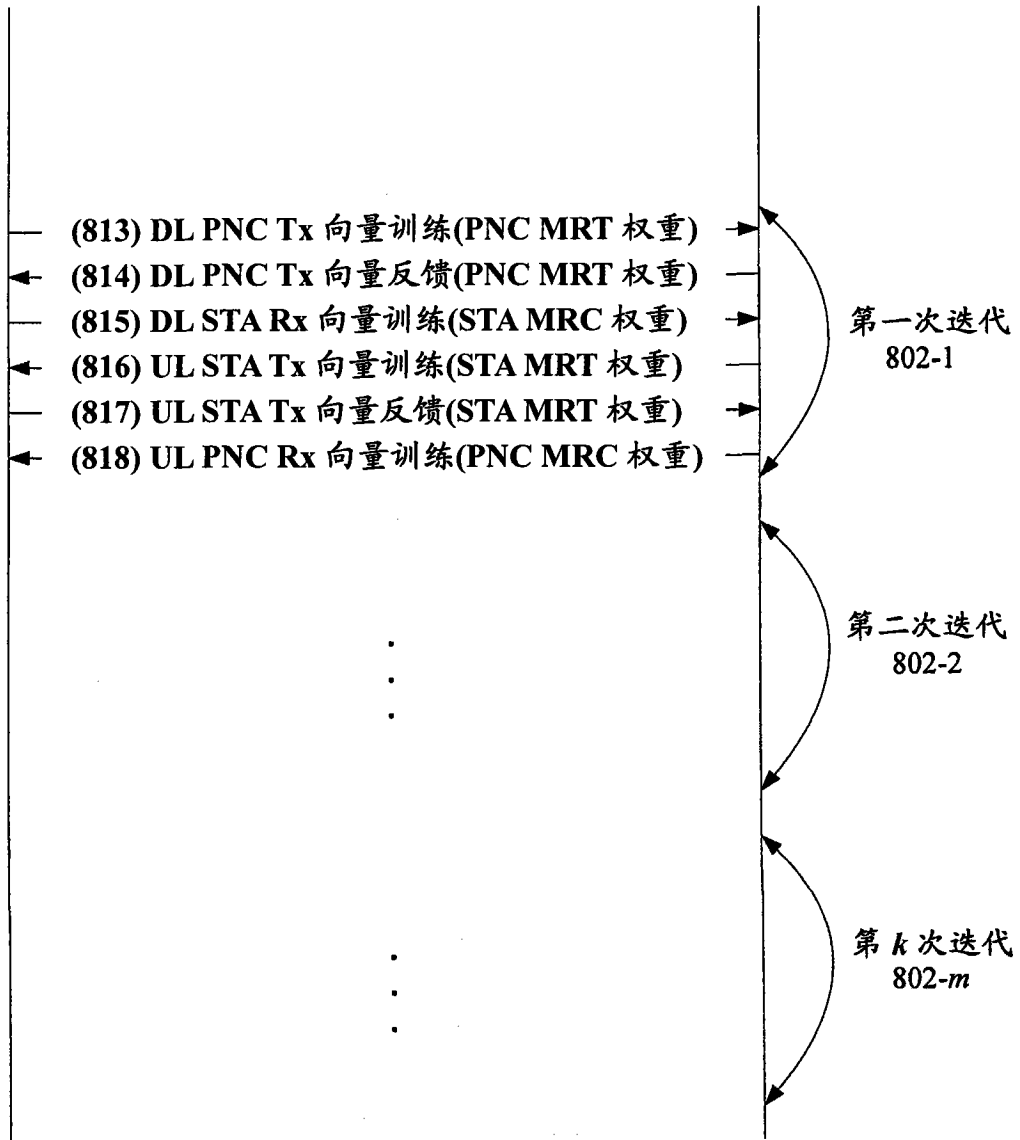 (813) DL PNC Tx 向量训练(PNC MRT 权重)
(814) DL PNC Tx 向量反馈(PNC MRT 权重)
(815) DL STA Rx 向量训练(STA MRC 权重)
(816) UL STA Tx 向量训练(STA MRT 权重)
(817) UL STA Tx 向量反馈(STA MRT 权重)
(818) UL PNC Rx 向量训练(PNC MRC 权重)
第一次迭代
802-1
第二次迭代
802-2
第 k 次迭代
802-m